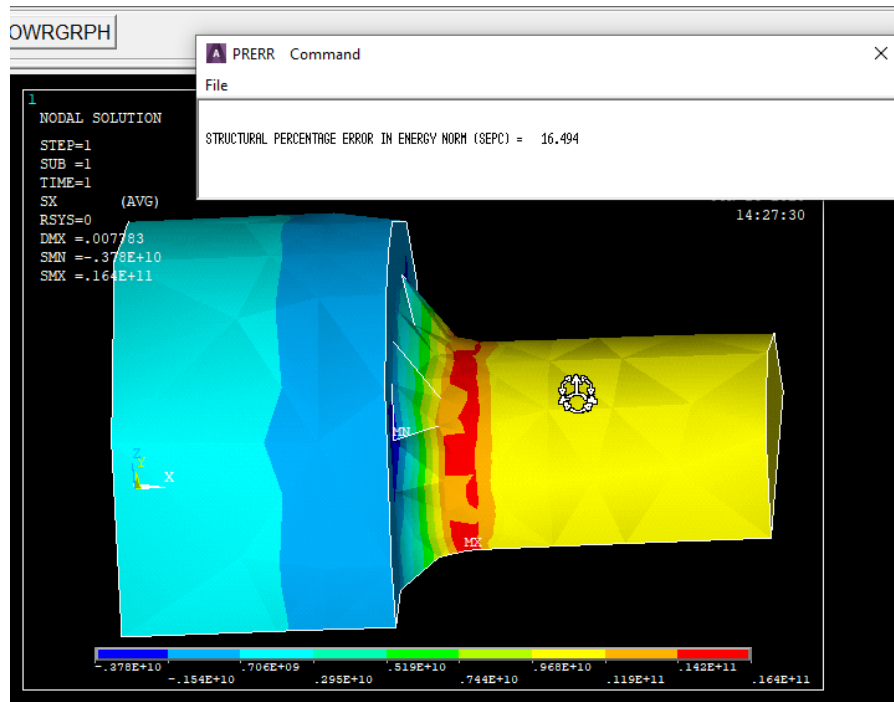 OWRGRPH
PRERR Command
File
STRUCTURAL PERCENTAGE ERROR IN ENERGY NORM (SEPC) = 16.494
1
NODAL SOLUTION
STEP=1
SUB =1
TIME=1
SX (AVG)
RSYS=0
DMX =.007783
SMN =-.378E+10
SMX =.164E+11
14:27:30
MN
Z
Y
X
MX
-.378E+10
-.154E+10
.706E+09
.295E+10
.519E+10
.744E+10
.968E+10
.119E+11
.142E+11
.164E+11